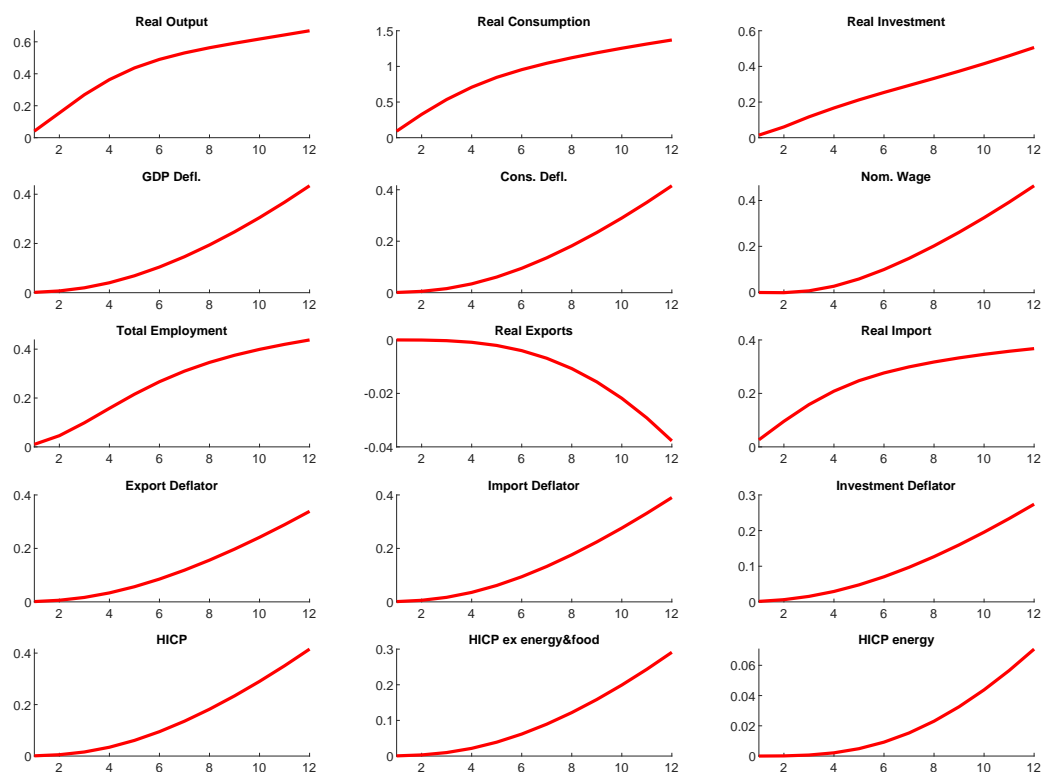 Real Output
Real Consumption
Real Investment
0.6
0.4
0.2
0
2 4 6 8 10 12
1.5
1
0.5
0
2 4 6 8 10 12
0.6
0.4
0.2
0
2 4 6 8 10 12
GDP Defl.
Cons. Defl.
Nom. Wage
0.4
0.2
0
2 4 6 8 10 12
0.4
0.2
0
2 4 6 8 10 12
0.4
0.2
0
2 4 6 8 10 12
Total Employment
Real Exports
Real Import
0.4
0.2
0
2 4 6 8 10 12
0
-0.02
-0.04
2 4 6 8 10 12
0.4
0.2
0
2 4 6 8 10 12
Export Deflator
Import Deflator
Investment Deflator
0.4
0.2
0
2 4 6 8 10 12
0.4
0.2
0
2 4 6 8 10 12
0.3
0.2
0.1
0
2 4 6 8 10 12
HICP
HICP ex energy&food
HICP energy
0.4
0.2
0
2 4 6 8 10 12
0.3
0.2
0.1
0
2 4 6 8 10 12
0.06
0.04
0.02
0
2 4 6 8 10 12